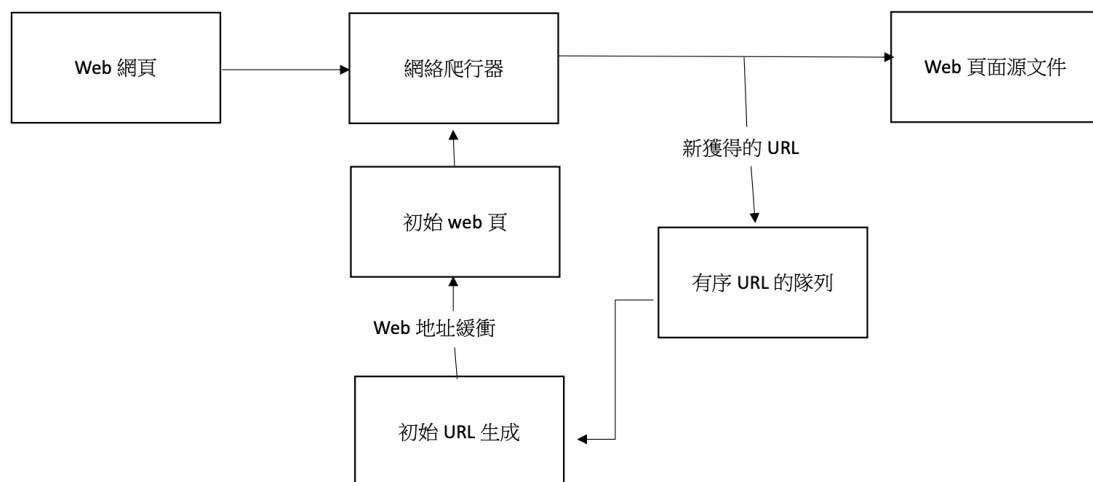 Web 網頁
網絡爬行器
Web 頁面源文件
新獲得的 URL
初始 web 頁
有序 URL 的隊列
Web 地址緩衝
初始 URL 生成